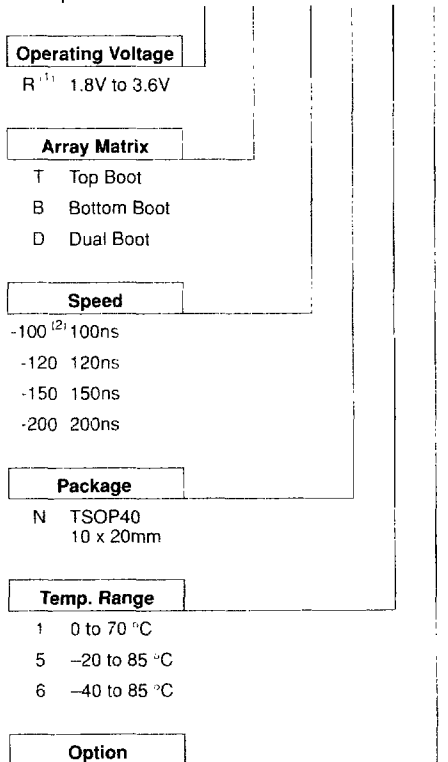 Operating Voltage
R (1) 1.8V to 3.6V
Array Matrix
T Top Boot
B Bottom Boot
D Dual Boot
Speed
-100 (2) 100ns
-120 120ns
-150 150ns
-200 200ns
Package
N TSOP40
10 x 20mm
Temp. Range
1 0 to 70 °C
5 –20 to 85 °C
6 –40 to 85 °C
Option